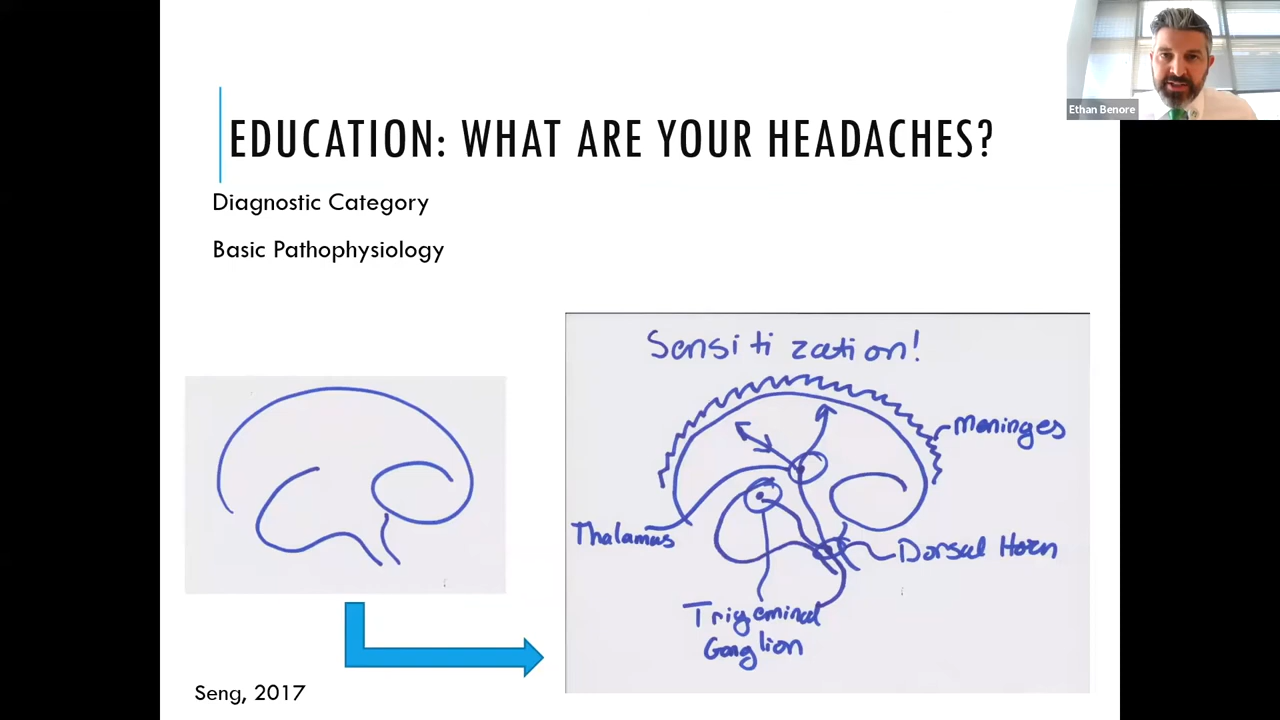 Ethan Benore
EDUCATION: WHAT ARE YOUR HEADACHES?
Diagnostic Category
Basic Pathophysiology
Sensitization!
Meninges
Thalamus
Dorsal Horn
Trigeminal
Ganglion
Seng, 2017